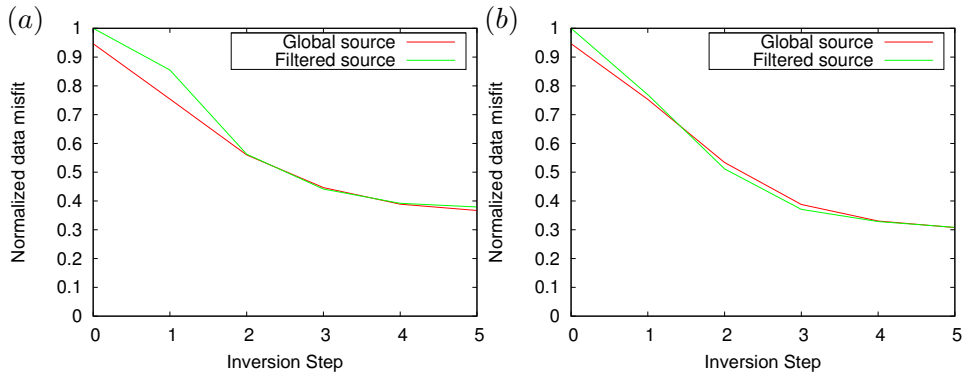 (a)
Normalized data misfit
1
0.9
0.8
0.7
0.6
0.5
0.4
0.3
0.2
0.1
0
Global source
Filtered source
0 1 2 3 4 5
Inversion Step
(b)
Normalized data misfit
1
0.9
0.8
0.7
0.6
0.5
0.4
0.3
0.2
0.1
0
Global source
Filtered source
0 1 2 3 4 5
Inversion Step